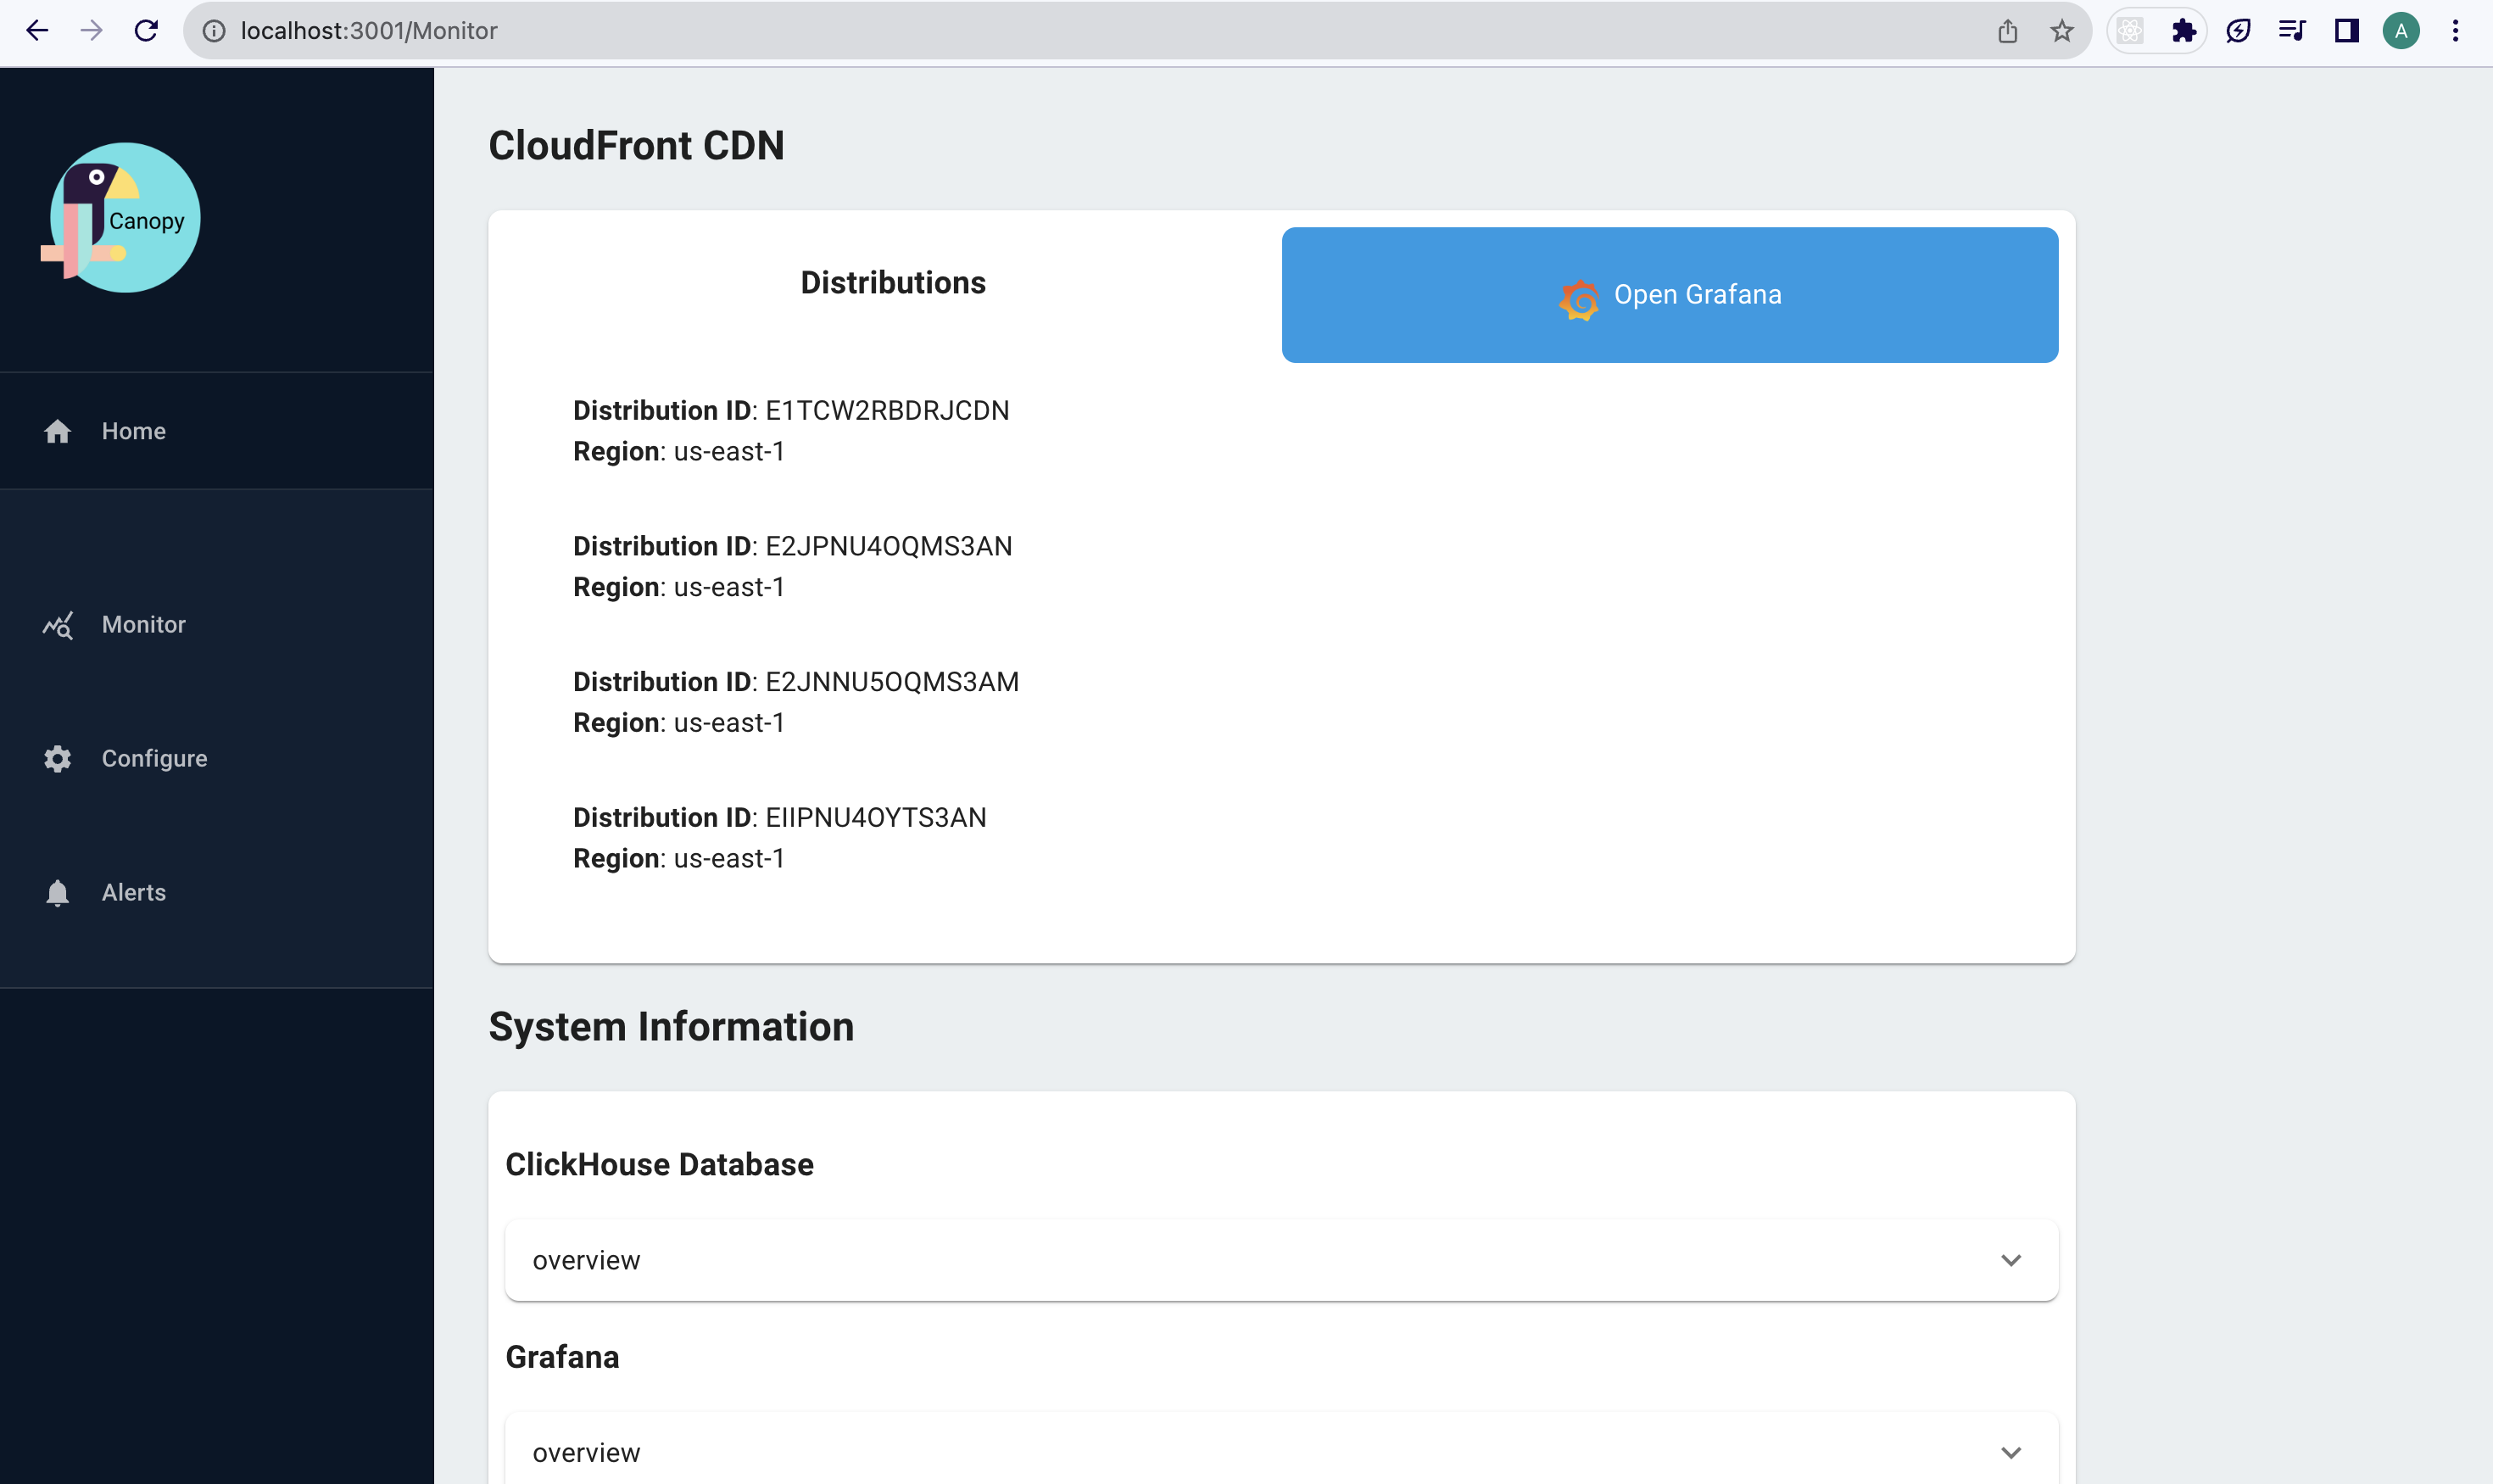 localhost:3001/Monitor
A
Canopy
Home
Monitor
Configure
Alerts
CloudFront CDN
Distributions
Open Grafana
Distribution ID: E1TCW2RBDRJCDN
Region: us-east-1
Distribution ID: E2JPNU4OQMS3AN
Region: us-east-1
Distribution ID: E2JNNU5OQMS3AM
Region: us-east-1
Distribution ID: EIIPNU4OYTS3AN
Region: us-east-1
System Information
ClickHouse Database
overview
Grafana
overview